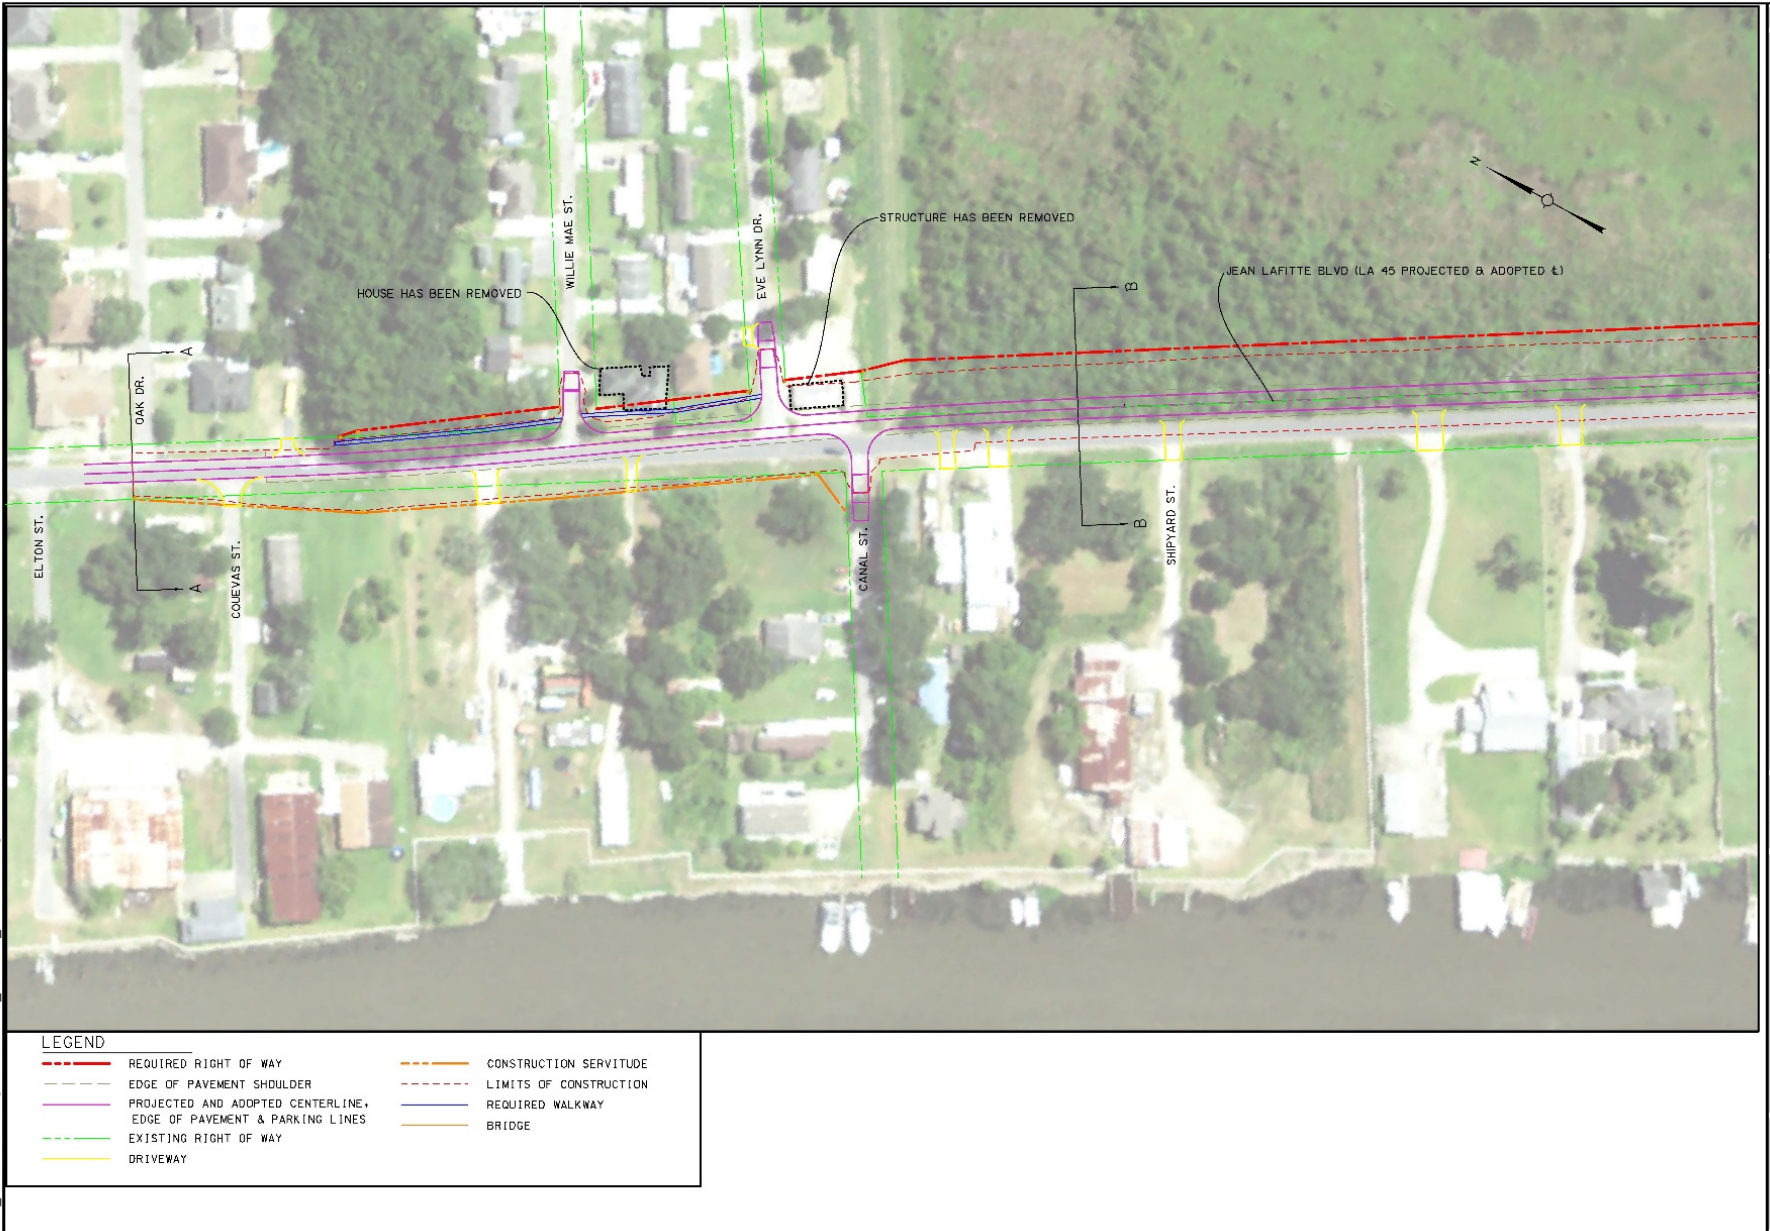 N
STRUCTURE HAS BEEN REMOVED
WILLIE MAE ST.
EVE LYNN DR.
JEAN LAFITTE BLVD (LA 45 PROJECTED & ADOPTED ℄)
HOUSE HAS BEEN REMOVED
B
A
OAK DR.
B
ELTON ST.
COUEVAS ST.
CANAL ST.
SHIPYARD ST.
A
LEGEND
REQUIRED RIGHT OF WAY
EDGE OF PAVEMENT SHOULDER
PROJECTED AND ADOPTED CENTERLINE,
EDGE OF PAVEMENT & PARKING LINES
EXISTING RIGHT OF WAY
DRIVEWAY
CONSTRUCTION SERVITUDE
LIMITS OF CONSTRUCTION
REQUIRED WALKWAY
BRIDGE